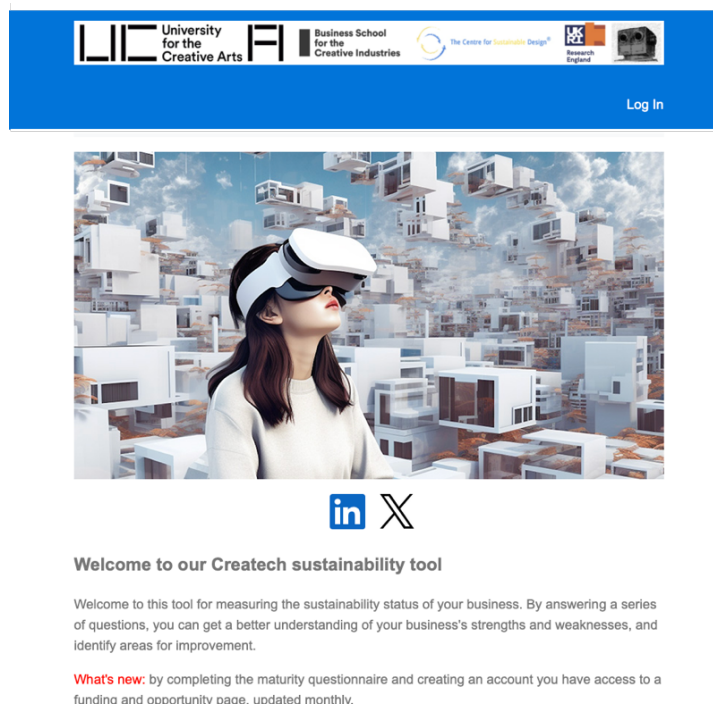 University
for the
Creative Arts
Business School
for the
Creative Industries
The Centre for Sustainable Design®
UK
RI
Research
England
Log In
in
Welcome to our Createch sustainability tool
Welcome to this tool for measuring the sustainability status of your business. By answering a series
of questions, you can get a better understanding of your business's strengths and weaknesses, and
identify areas for improvement.
What's new: by completing the maturity questionnaire and creating an account you have access to a
funding and opportunity page, updated monthly.